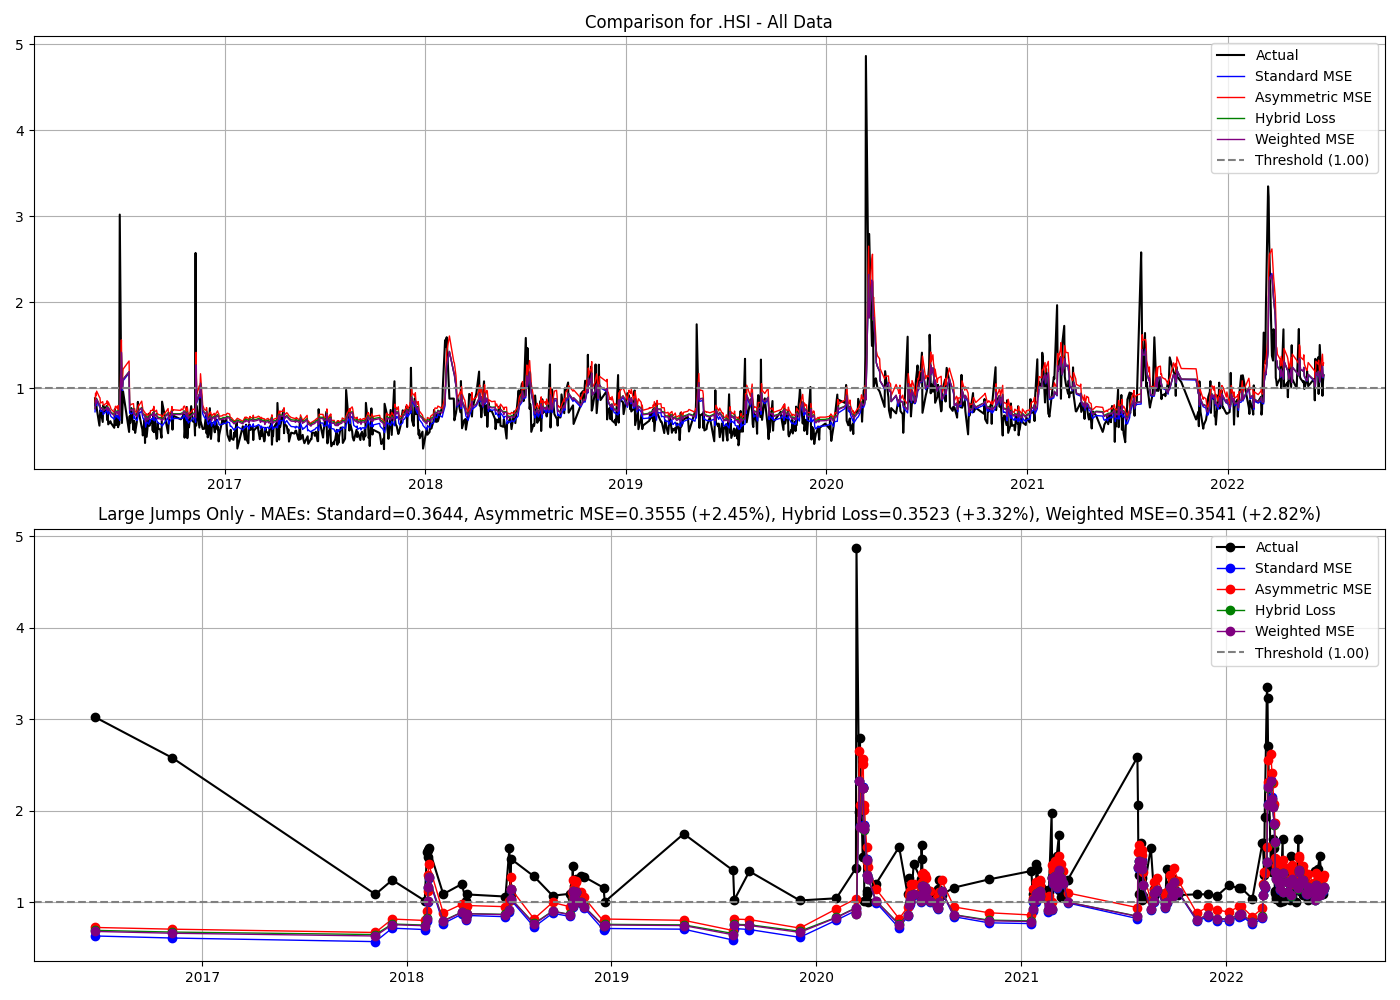 Comparison for .HSI - All Data
5
4
3
2
1
Actual
Standard MSE
Asymmetric MSE
Hybrid Loss
Weighted MSE
Threshold (1.00)
2017 2018 2019 2020 2021 2022
Large Jumps Only - MAEs: Standard=0.3644, Asymmetric MSE=0.3555 (+2.45%), Hybrid Loss=0.3523 (+3.32%), Weighted MSE=0.3541 (+2.82%)
5
4
3
2
1
Actual
Standard MSE
Asymmetric MSE
Hybrid Loss
Weighted MSE
Threshold (1.00)
2017 2018 2019 2020 2021 2022